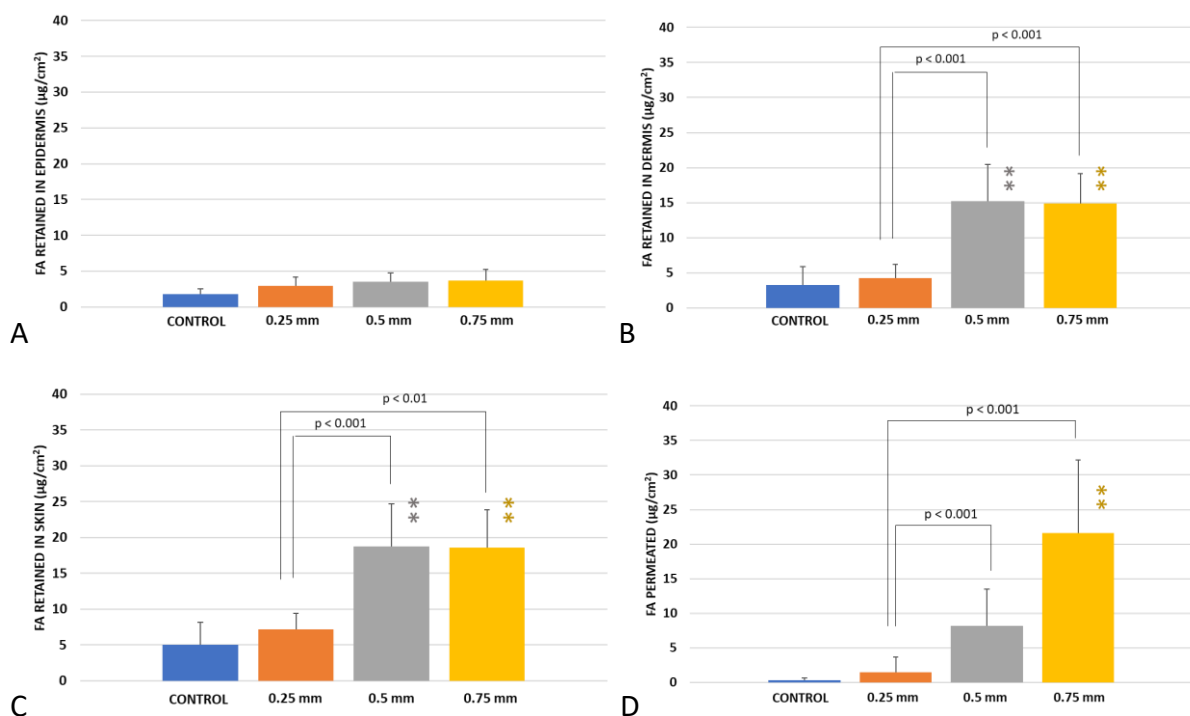 FA RETAINED IN EPIDERMIS (µg/cm²)
40
35
30
25
20
15
10
5
0
CONTROL 0.25 mm 0.5 mm 0.75 mm
A
FA RETAINED IN DERMIS (µg/cm²)
40
35
30
25
20
15
10
5
0
p < 0.001
p < 0.001
**
**
CONTROL 0.25 mm 0.5 mm 0.75 mm
B
FA RETAINED IN SKIN (µg/cm²)
40
35
30
25
20
15
10
5
0
p < 0.01
p < 0.001
**
**
CONTROL 0.25 mm 0.5 mm 0.75 mm
C
FA PERMEATED (µg/cm²)
40
35
30
25
20
15
10
5
0
p < 0.001
p < 0.001
**
CONTROL 0.25 mm 0.5 mm 0.75 mm
D